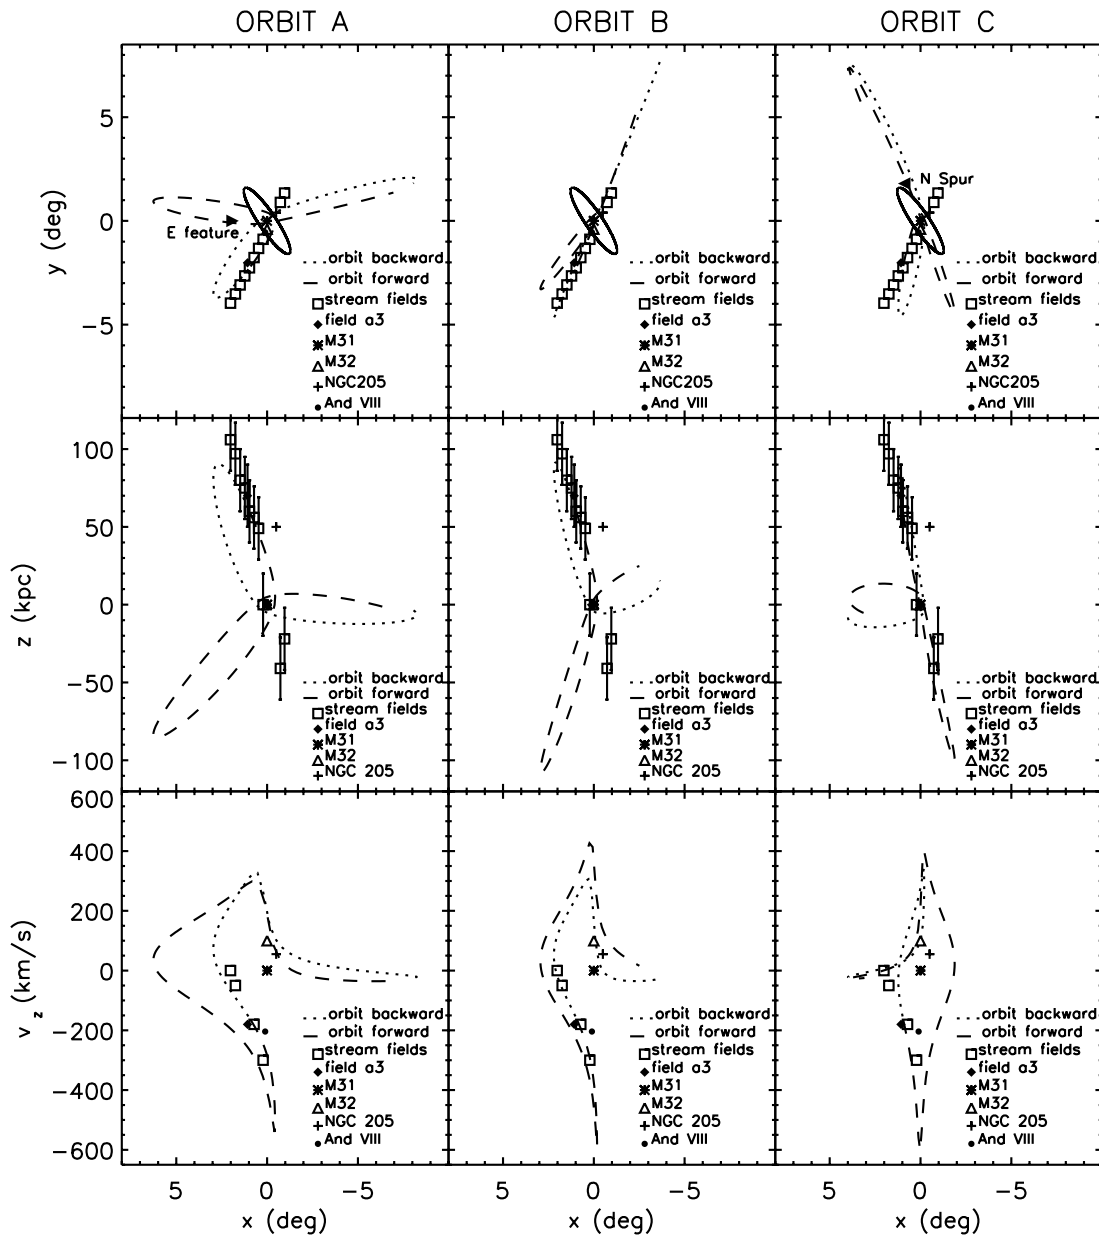 ORBIT A
ORBIT B
ORBIT C
y (deg)
5
0
−5
E feature
N Spur
orbit backward
orbit forward
stream fields
field a3
M31
M32
NGC205
And VIII
orbit backward
orbit forward
stream fields
field a3
M31
M32
NGC205
And VIII
orbit backward
orbit forward
stream fields
field a3
M31
M32
NGC205
And VIII
z (kpc)
100
50
0
−50
−100
orbit backward
orbit forward
stream fields
field a3
M31
M32
NGC 205
orbit backward
orbit forward
stream fields
field a3
M31
M32
NGC 205
orbit backward
orbit forward
stream fields
field a3
M31
M32
NGC 205
v_z (km/s)
600
400
200
0
−200
−400
−600
orbit backward
orbit forward
stream fields
field a3
M31
M32
NGC 205
And VIII
orbit backward
orbit forward
stream fields
field a3
M31
M32
NGC 205
And VIII
orbit backward
orbit forward
stream fields
field a3
M31
M32
NGC 205
And VIII
5 0 −5
5 0 −5
5 0 −5
x (deg)
x (deg)
x (deg)